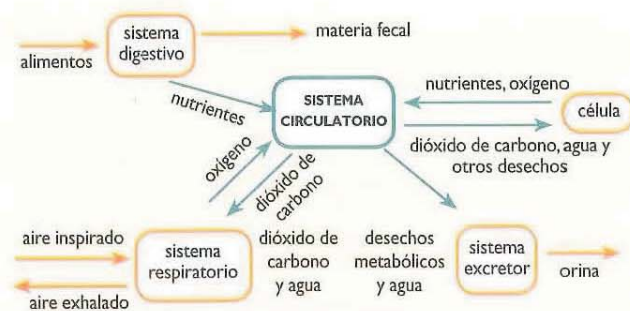 sistema
digestivo
alimentos
materia fecal
nutrientes
SISTEMA
CIRCULATORIO
nutrientes, oxígeno
célula
dióxido de carbono, agua y
otros desechos
oxígeno
dióxido de
carbono
aire inspirado
aire exhalado
sistema
respiratorio
dióxido de
carbono
y agua
desechos
metabólicos
y agua
sistema
excretor
orina